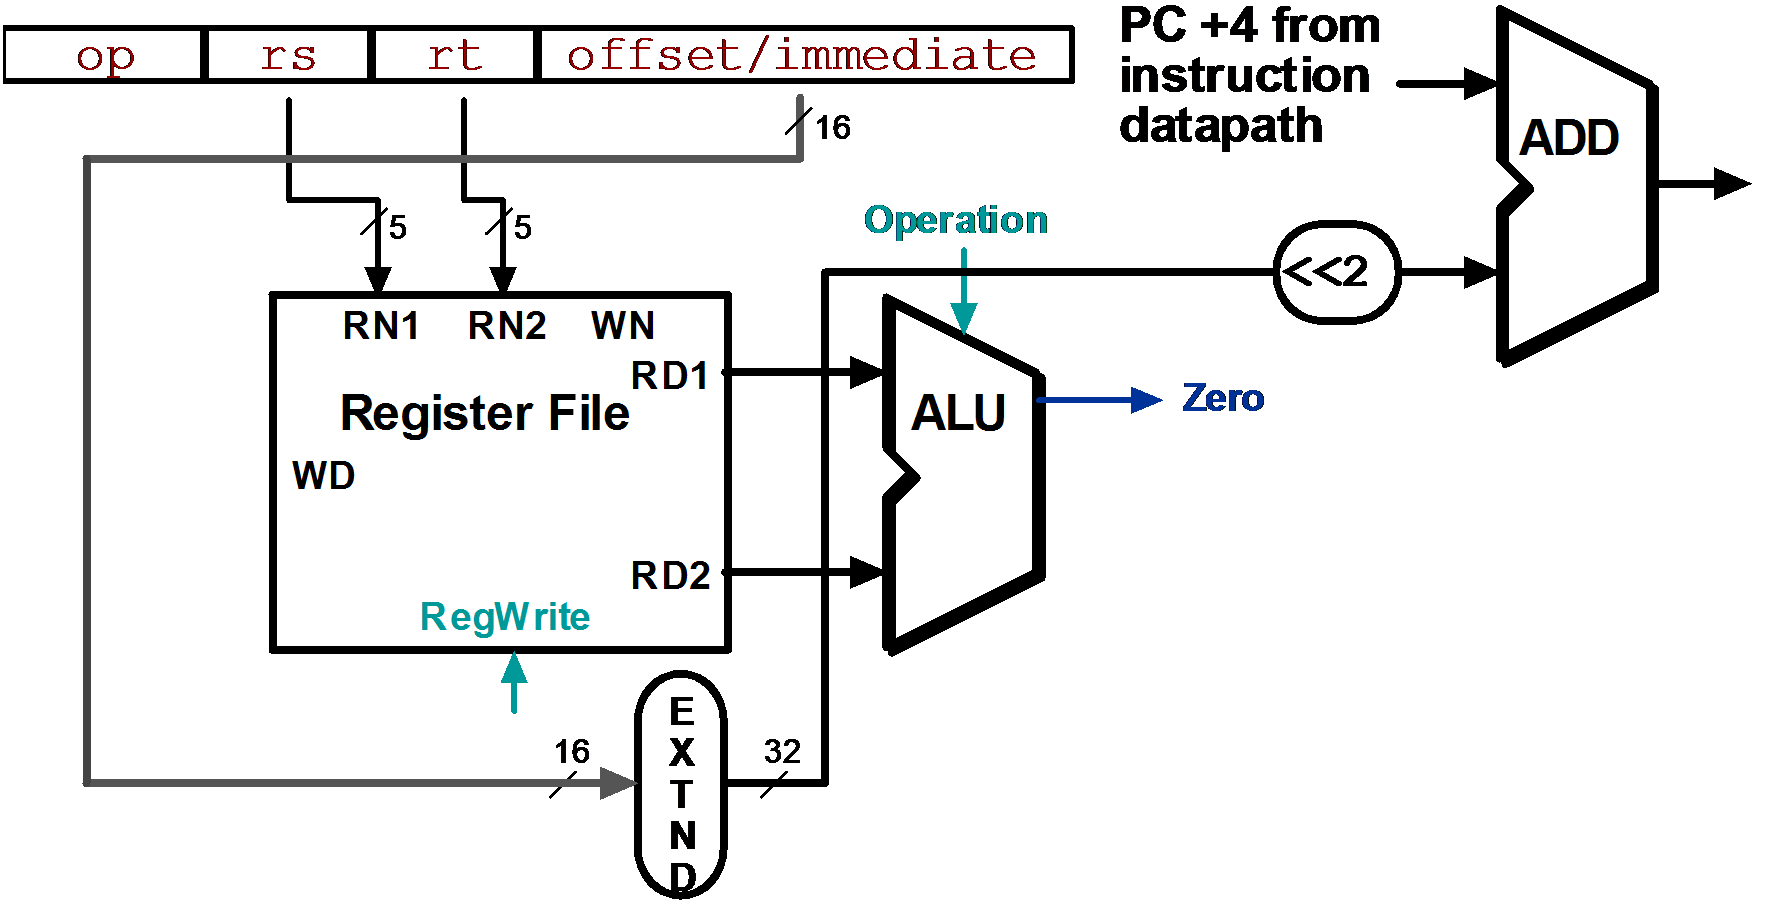 op rs rt offset/immediate
PC +4 from
instruction
datapath
ADD
16
5
5
Operation
<<2
RN1 RN2 WN
RD1
Register File
ALU
Zero
WD
RD2
RegWrite
16
EXTND
32